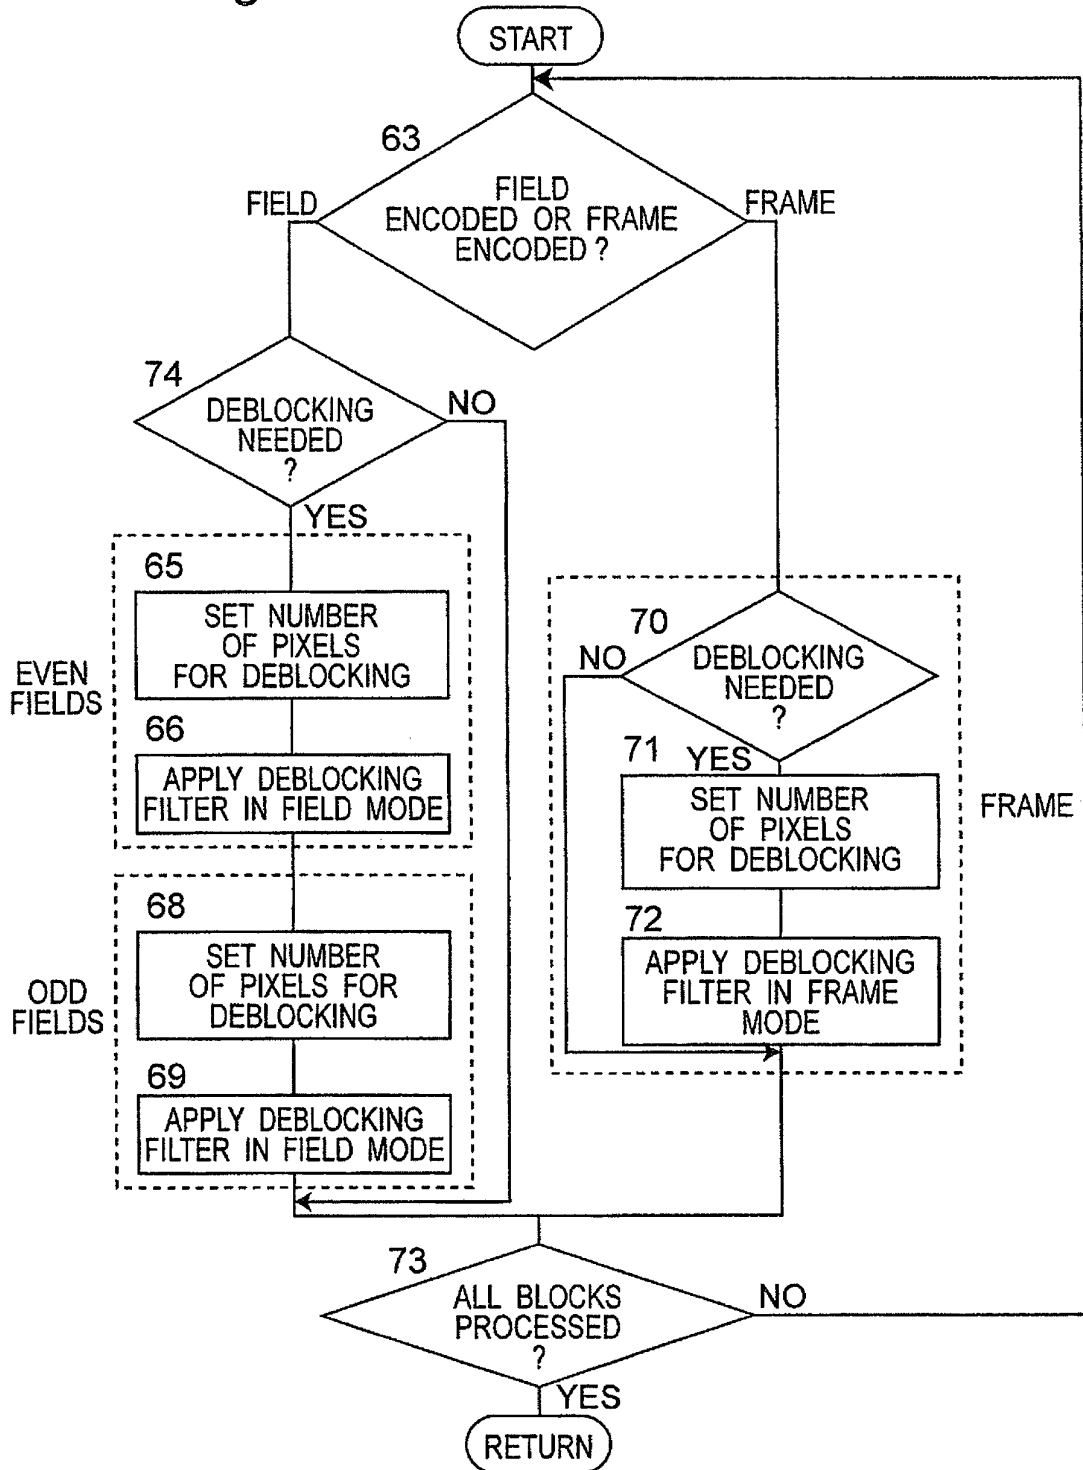 START
63
FIELD
ENCODED OR FRAME
ENCODED ?
FIELD
FRAME
74
DEBLOCKING
NEEDED
?
NO
YES
65
SET NUMBER
OF PIXELS
FOR DEBLOCKING
EVEN
FIELDS
66
APPLY DEBLOCKING
FILTER IN FIELD MODE
68
SET NUMBER
OF PIXELS FOR
DEBLOCKING
ODD
FIELDS
69
APPLY DEBLOCKING
FILTER IN FIELD MODE
70
NO
DEBLOCKING
NEEDED
?
71
YES
SET NUMBER
OF PIXELS
FOR DEBLOCKING
FRAME
72
APPLY DEBLOCKING
FILTER IN FRAME
MODE
73
ALL BLOCKS
PROCESSED
?
NO
YES
RETURN